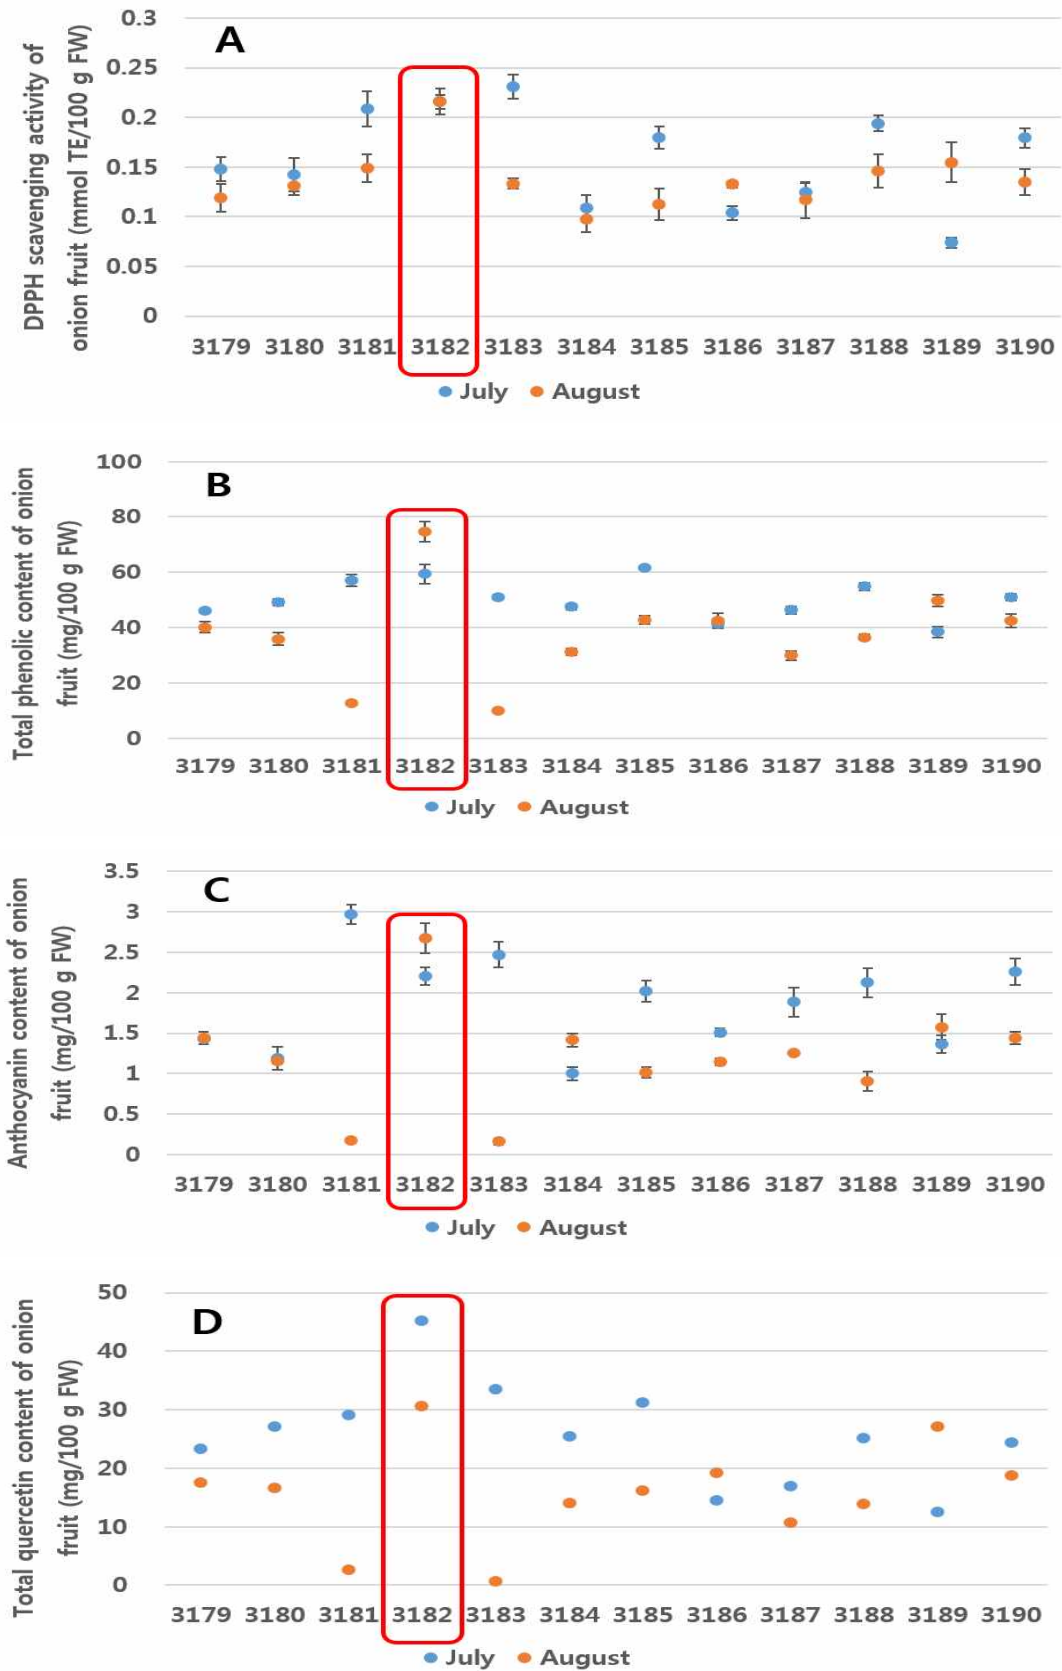 A
DPPH scavenging activity of
onion fruit (mmol TE/100 g FW)
0.3
0.25
0.2
0.15
0.1
0.05
0
3179 3180 3181 3182 3183 3184 3185 3186 3187 3188 3189 3190
July August
B
Total phenolic content of onion
fruit (mg/100 g FW)
100
80
60
40
20
0
3179 3180 3181 3182 3183 3184 3185 3186 3187 3188 3189 3190
July August
C
Anthocyanin content of onion
fruit (mg/100 g FW)
3.5
3
2.5
2
1.5
1
0.5
0
3179 3180 3181 3182 3183 3184 3185 3186 3187 3188 3189 3190
July August
D
Total quercetin content of onion
fruit (mg/100 g FW)
50
40
30
20
10
0
3179 3180 3181 3182 3183 3184 3185 3186 3187 3188 3189 3190
July August